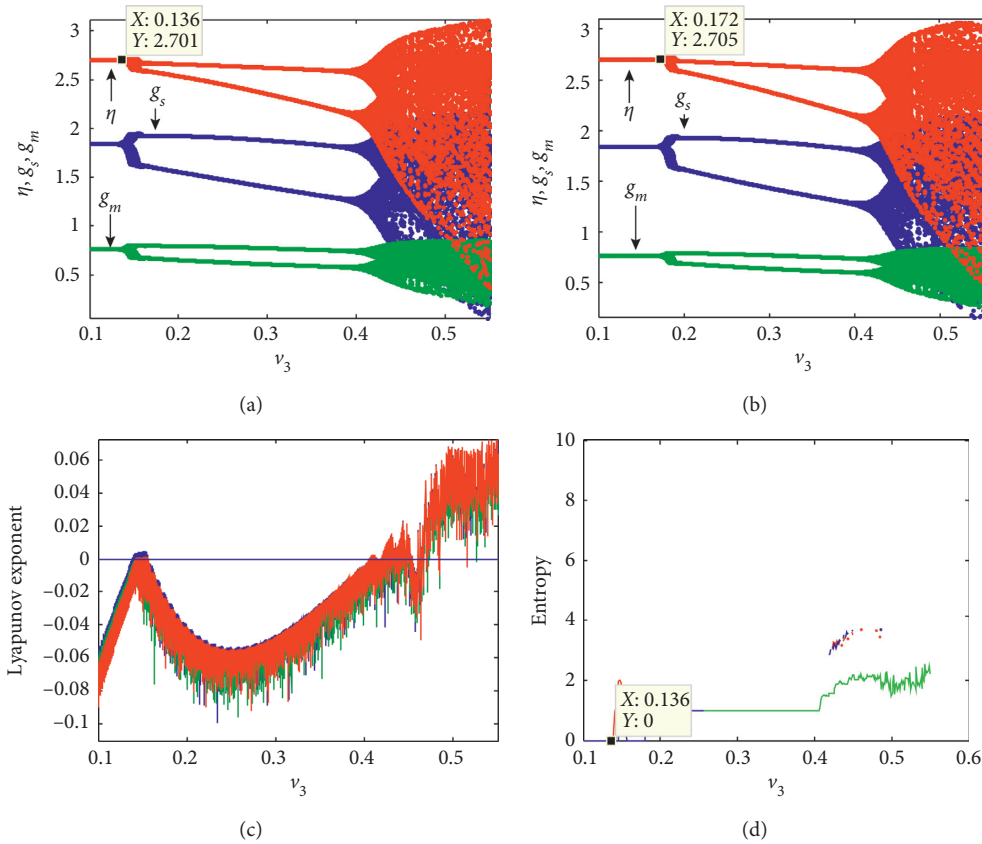 X: 0.136
Y: 2.701
η
g_s
g_m
η, g_s, g_m
3
2.5
2
1.5
1
0.5
0.1 0.2 0.3 0.4 0.5
v_3
(a)
X: 0.172
Y: 2.705
η
g_s
g_m
η, g_s, g_m
3
2.5
2
1.5
1
0.5
0.1 0.2 0.3 0.4 0.5
v_3
(b)
Lyapunov exponent
0.06
0.04
0.02
0
−0.02
−0.04
−0.06
−0.08
−0.1
0.1 0.2 0.3 0.4 0.5
v_3
(c)
Entropy
10
8
6
4
2
0
X: 0.136
Y: 0
0.1 0.2 0.3 0.4 0.5 0.6
v_3
(d)